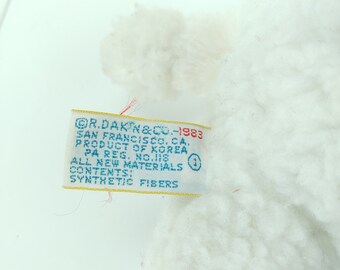 ©R.DAKIN&CO.-1983
SAN FRANCISCO, CA.
PRODUCT OF KOREA
PA REG. NO.118
ALL NEW MATERIALS 1
CONTENTS:
SYNTHETIC FIBERS